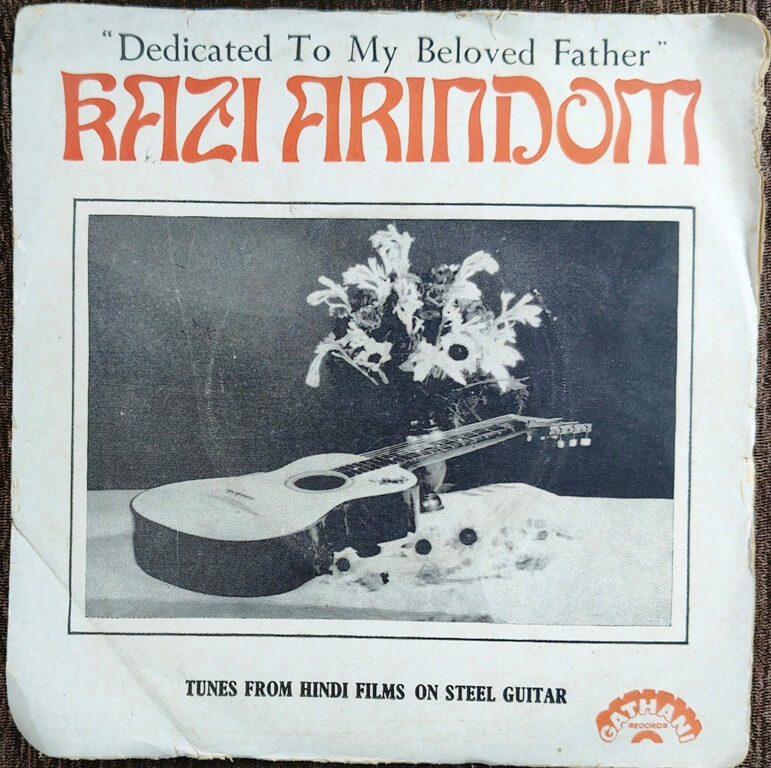 "Dedicated To My Beloved Father"
KAZI ARINDOM
TUNES FROM HINDI FILMS ON STEEL GUITAR
GATHANI
RECORDS